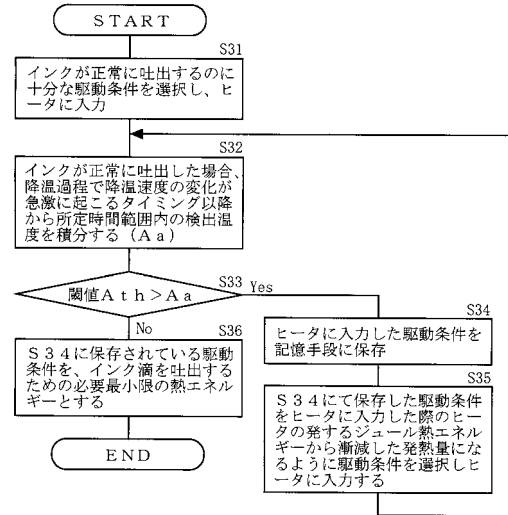 START
S31
インクが正常に吐出するのに
十分な駆動条件を選択し、ヒ
ータに入力
S32
インクが正常に吐出した場合、
降温過程で降温速度の変化が
急激に起こるタイミング以降
から所定時間範囲内の検出温
度を積分する(Aa)
S33
閾値Ath>Aa
Yes
No
S34
ヒータに入力した駆動条件を
記憶手段に保存
S35
S34にて保存した駆動条件
をヒータに入力した際のヒー
タの発するジュール熱エネル
ギーから漸減した発熱量にな
るように駆動条件を選択しヒ
ータに入力する
S36
S34に保存されている駆動
条件を、インク滴を吐出する
ための必要最小限の熱エネル
ギーとする
END